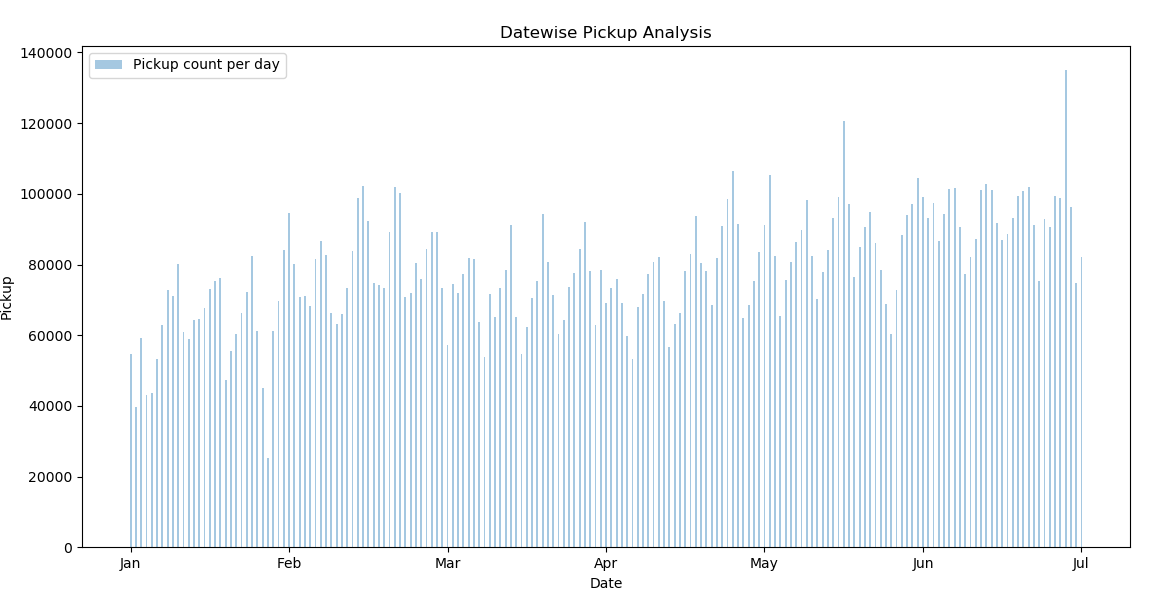 Datewise Pickup Analysis
Pickup count per day
140000
120000
100000
80000
60000
40000
20000
0
Pickup
Jan Feb Mar Apr May Jun Jul
Date